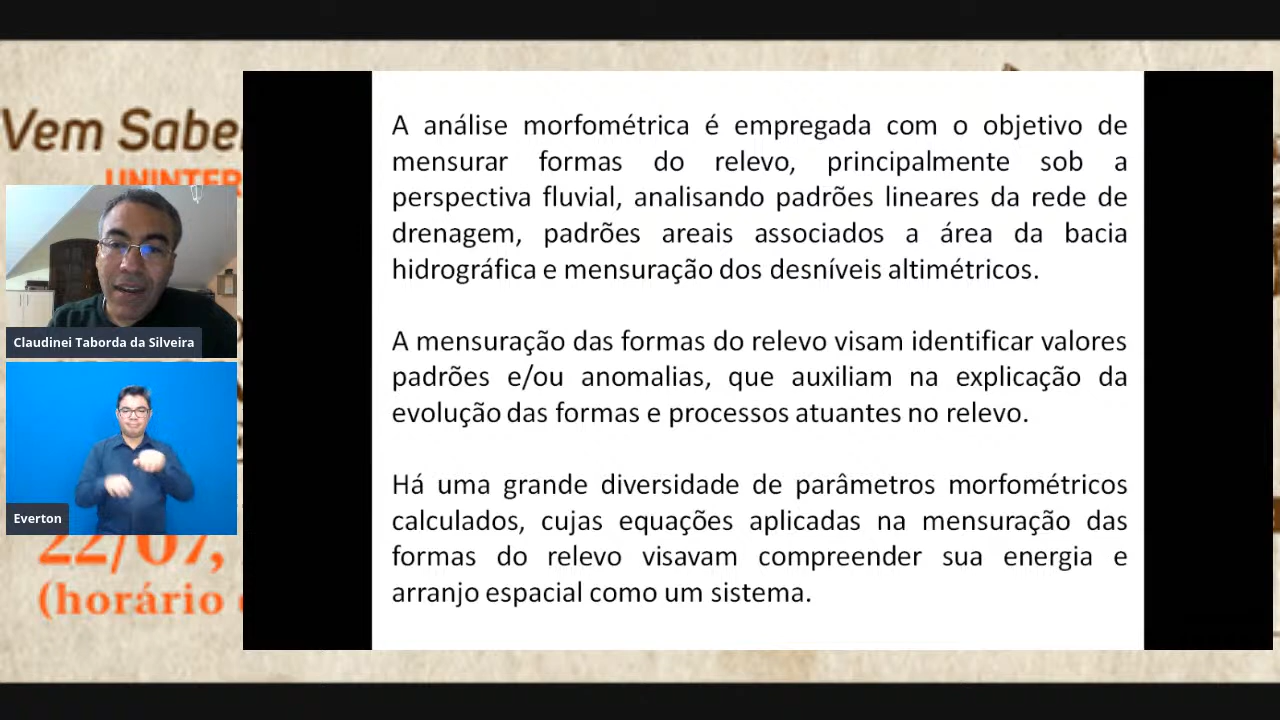 Vem Sabe
UNINTER
Claudinei Taborda da Silveira
Everton
22/07,
(horário
A análise morfométrica é empregada com o objetivo de
mensurar formas do relevo, principalmente sob a
perspectiva fluvial, analisando padrões lineares da rede de
drenagem, padrões areais associados a área da bacia
hidrográfica e mensuração dos desníveis altimétricos.
A mensuração das formas do relevo visam identificar valores
padrões e/ou anomalias, que auxiliam na explicação da
evolução das formas e processos atuantes no relevo.
Há uma grande diversidade de parâmetros morfométricos
calculados, cujas equações aplicadas na mensuração das
formas do relevo visavam compreender sua energia e
arranjo espacial como um sistema.